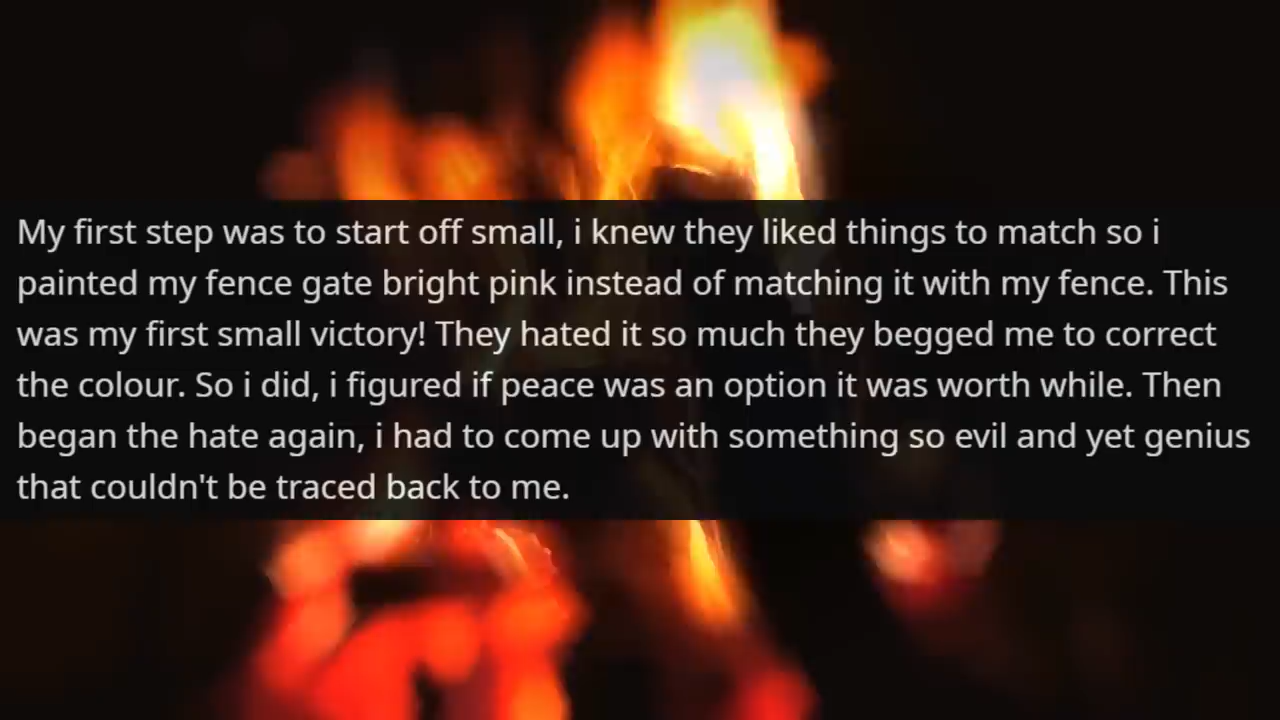 My first step was to start off small, i knew they liked things to match so i
painted my fence gate bright pink instead of matching it with my fence. This
was my first small victory! They hated it so much they begged me to correct
the colour. So i did, i figured if peace was an option it was worth while. Then
began the hate again, i had to come up with something so evil and yet genius
that couldn't be traced back to me.